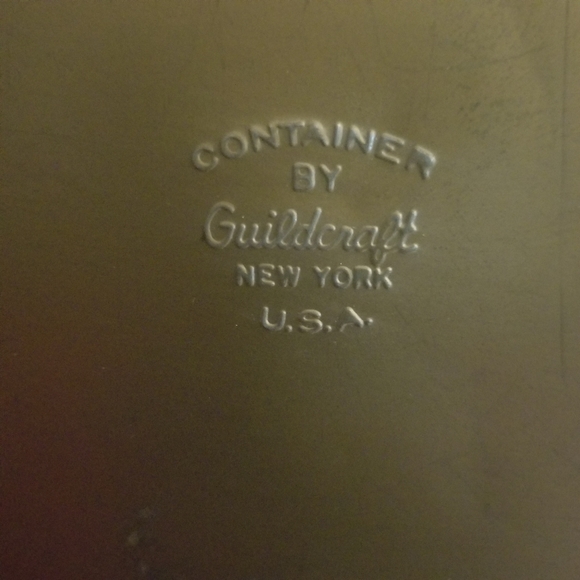 CONTAINER
BY
Guildcraft
NEW YORK
U.S.A.